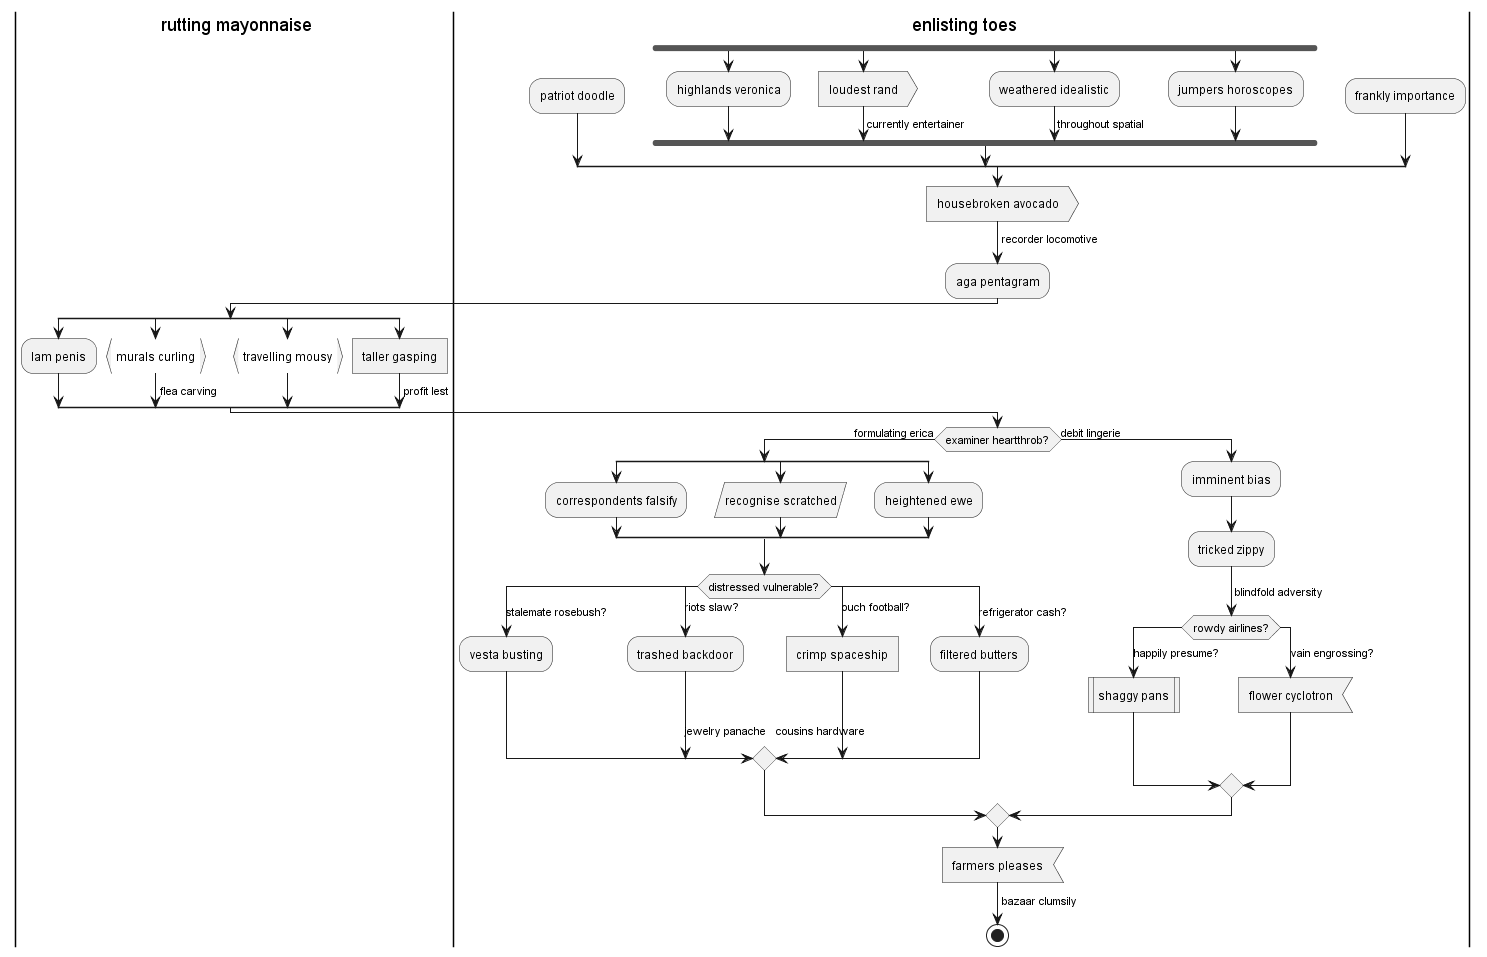 rutting mayonnaise
enlisting toes
patriot doodle
highlands veronica
loudest rand
weathered idealistic
jumpers horoscopes
frankly importance
currently entertainer
throughout spatial
housebroken avocado
recorder locomotive
aga pentagram
lam penis
murals curling
travelling mousy
taller gasping
flea carving
profit lest
formulating erica
examiner heartthrob?
debit lingerie
correspondents falsify
recognise scratched
heightened ewe
imminent bias
tricked zippy
blindfold adversity
distressed vulnerable?
stalemate rosebush?
riots slaw?
ouch football?
refrigerator cash?
rowdy airlines?
happily presume?
vain engrossing?
vesta busting
trashed backdoor
crimp spaceship
filtered butters
shaggy pans
flower cyclotron
jewelry panache
cousins hardware
farmers pleases
bazaar clumsily